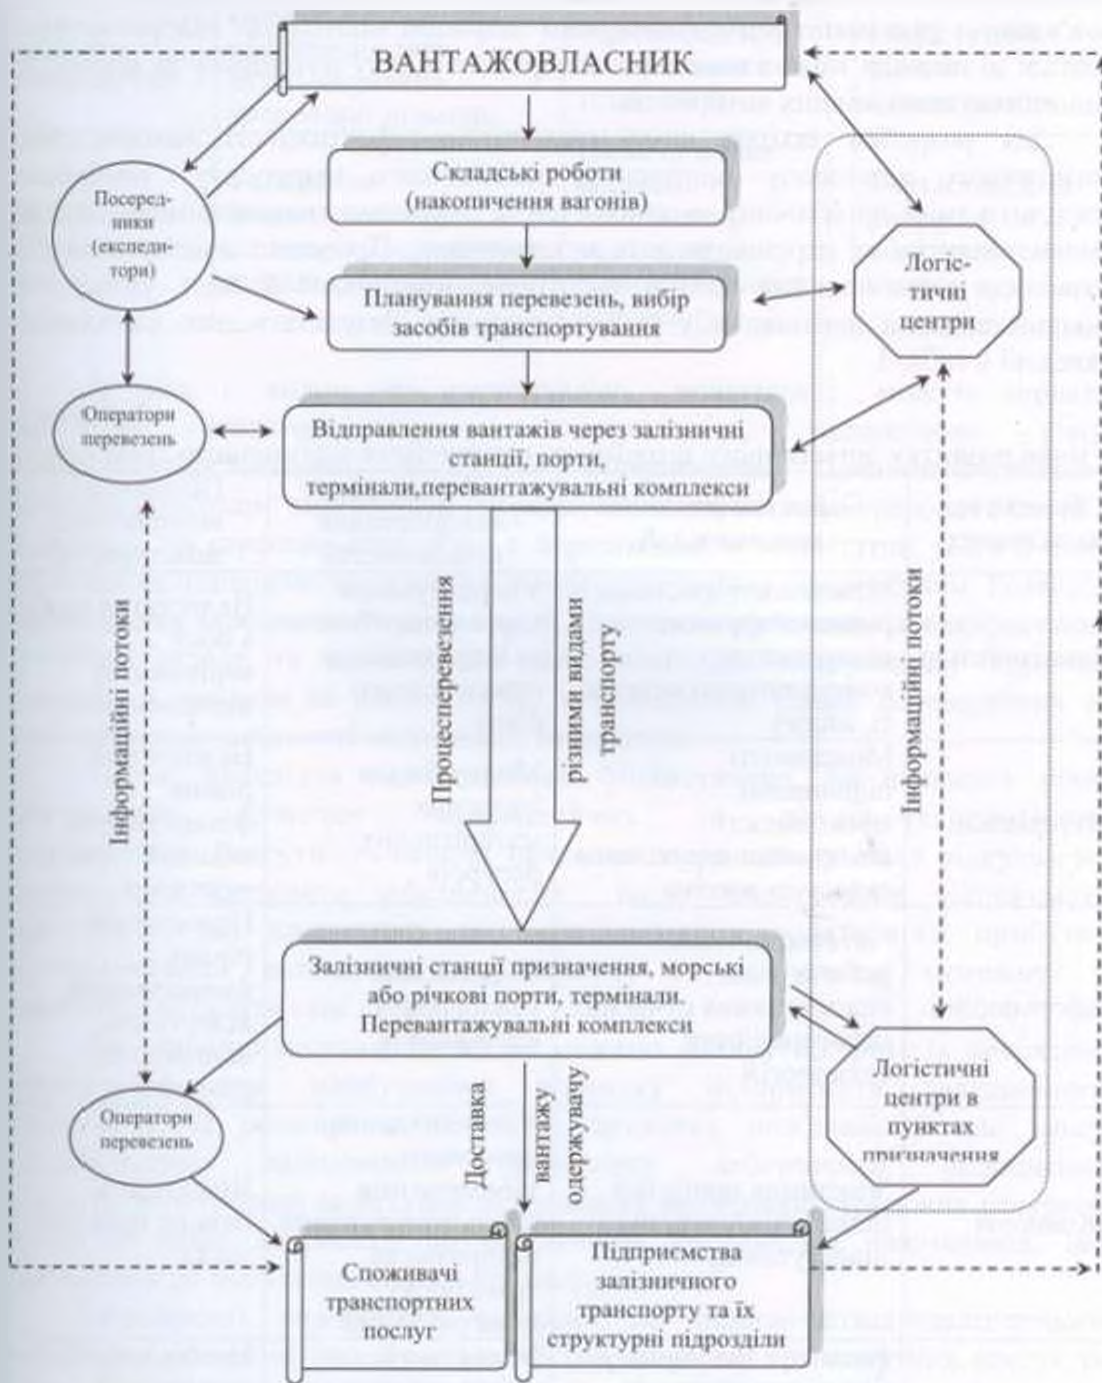 ВАНТАЖОВЛАСНИК
Складські роботи
(накопичення вагонів)
Посеред-
ники
(експеди-
тори)
Логіс-
тичні
центри
Планування перевезень, вибір
засобів транспортування
Оператори
перевезень
Відправлення вантажів через залізничні
станції, порти,
термінали,перевантажувальні комплекси
Інформаційні потоки
Процесперевезення
різними видами
транспорту
Інформаційні потоки
Залізничні станції призначення, морські
або річкові порти, термінали.
Перевантажувальні комплекси
Оператори
перевезень
Доставка
вантажу
одержувачу
Логістичні
центри в
пунктах
призначення
Споживачі
транспортних
послуг
Підприємства
залізничного
транспорту та їх
структурні підрозділи